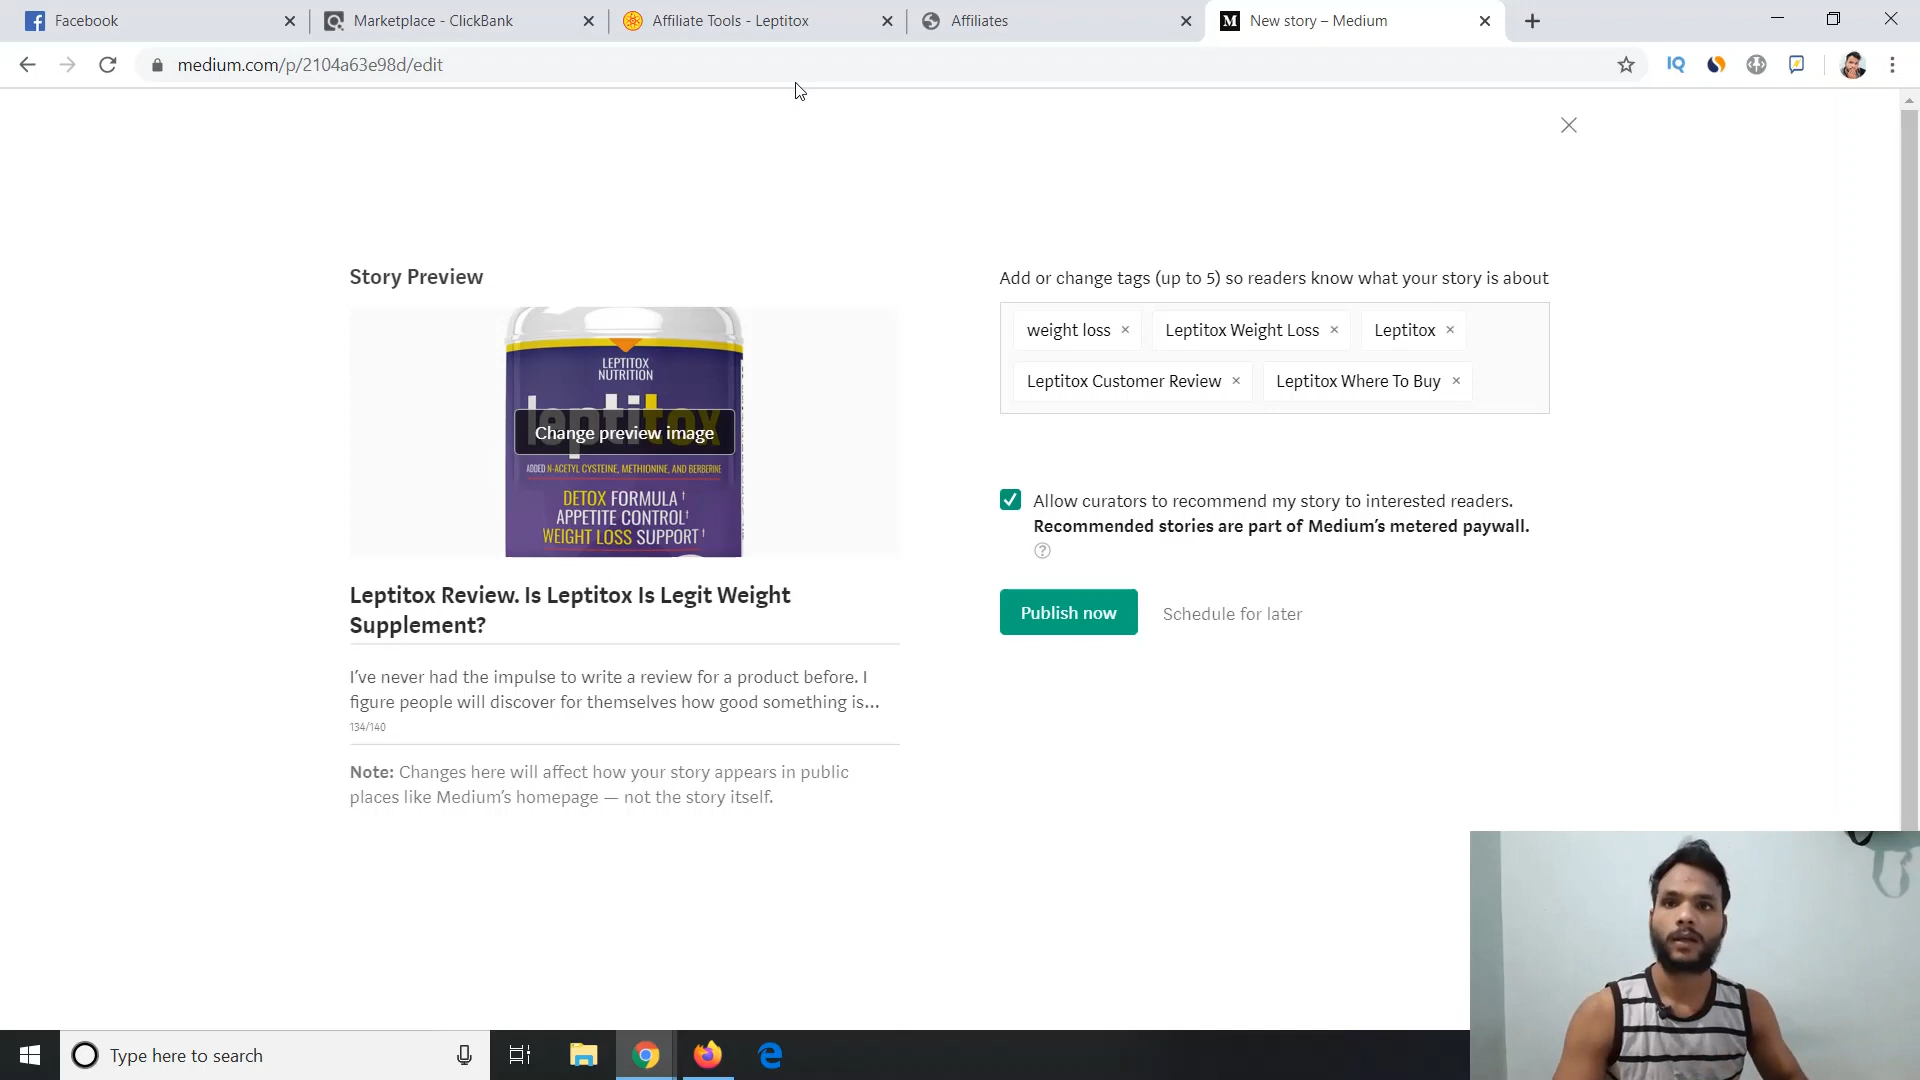 Facebook
Marketplace - ClickBank
Affiliate Tools - Leptitox
Affiliates
New story – Medium
medium.com/p/2104a63e98d/edit
Story Preview
LEPTITOX
NUTRITION
leptitox
Change preview image
ADDED N-ACETYL CYSTEINE, METHIONINE, AND BERBERINE
DETOX FORMULA†
APPETITE CONTROL†
WEIGHT LOSS SUPPORT†
Leptitox Review. Is Leptitox Is Legit Weight
Supplement?
I’ve never had the impulse to write a review for a product before. I
figure people will discover for themselves how good something is...
134/140
Note: Changes here will affect how your story appears in public
places like Medium’s homepage — not the story itself.
Add or change tags (up to 5) so readers know what your story is about
weight loss × Leptitox Weight Loss × Leptitox ×
Leptitox Customer Review × Leptitox Where To Buy ×
Allow curators to recommend my story to interested readers.
Recommended stories are part of Medium’s metered paywall.
?
Publish now Schedule for later
Type here to search